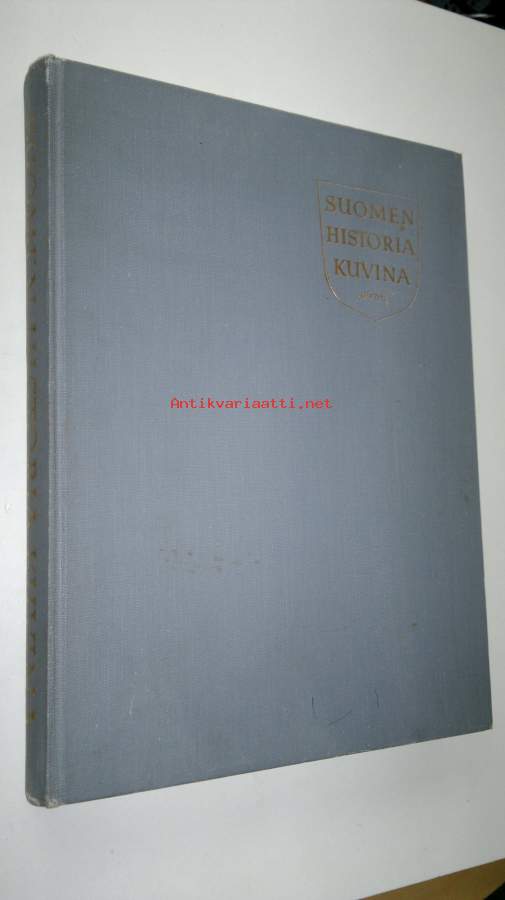 SUOMEN
HISTORIA
KUVINA
Antikvariaatti.net